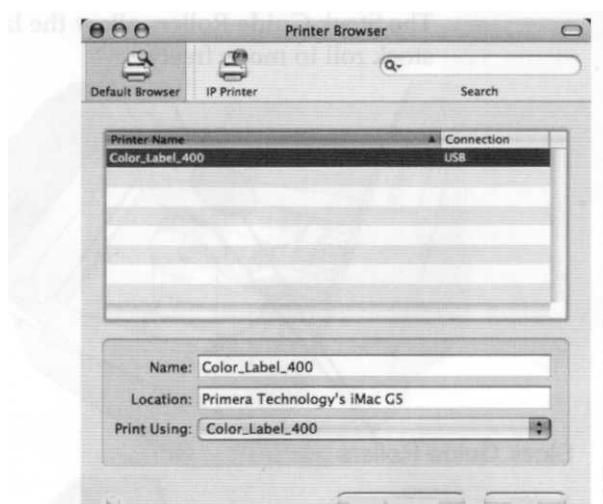 Printer Browser
Default Browser IP Printer Search
Printer Name Connection
Color_Label_400 USB
Name: Color_Label_400
Location: Primera Technology's iMac G5
Print Using: Color_Label_400